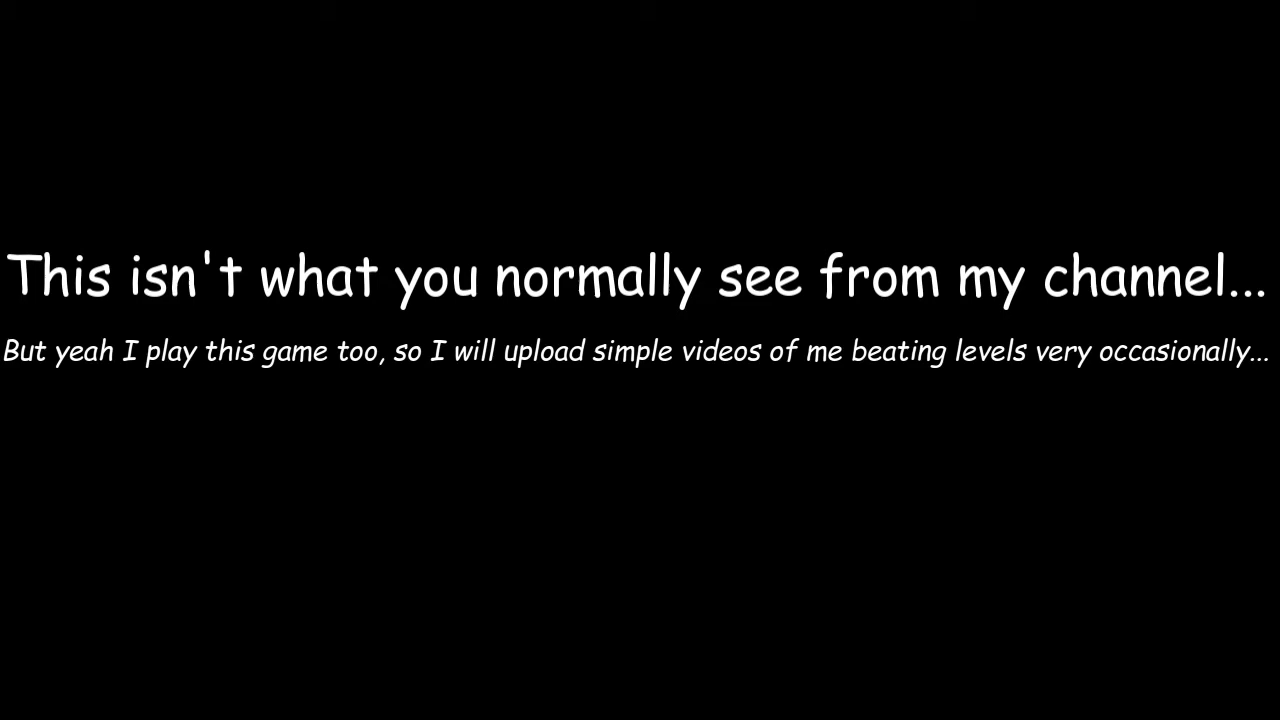 This isn't what you normally see from my channel...
But yeah I play this game too, so I will upload simple videos of me beating levels very occasionally...